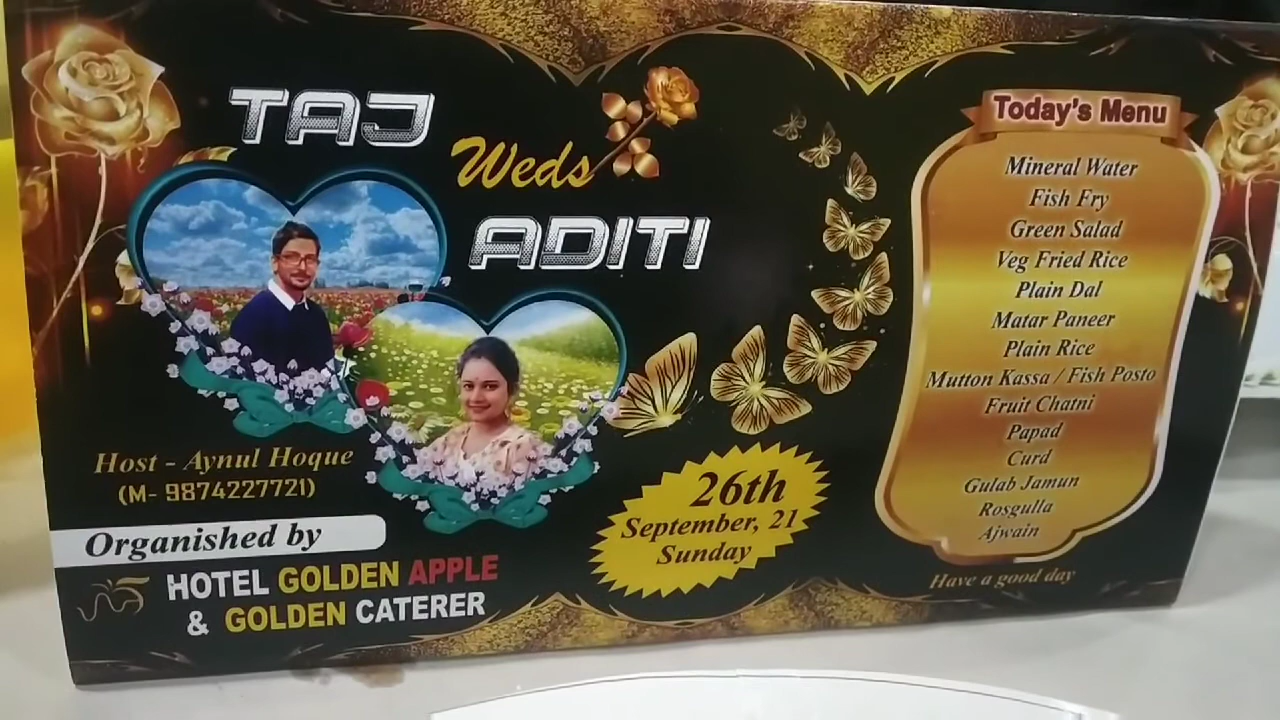 TAJ
Weds
ADITI
Host - Aynul Hoque
(M- 9874227721)
Organished by
HOTEL GOLDEN APPLE
& GOLDEN CATERER
26th
September, 21
Sunday
Today's Menu
Mineral Water
Fish Fry
Green Salad
Veg Fried Rice
Plain Dal
Matar Paneer
Plain Rice
Mutton Kassa / Fish Posto
Fruit Chatni
Papad
Curd
Gulab Jamun
Rosgulla
Ajwain
Have a good day